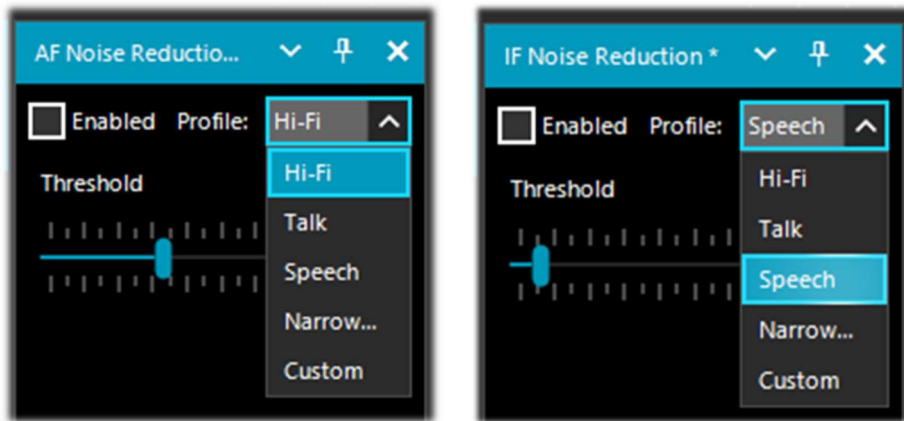 AF Noise Reductio...
Enabled Profile: Hi-Fi
Hi-Fi
Threshold
Talk
Speech
Narrow...
Custom
IF Noise Reduction *
Enabled Profile: Speech
Hi-Fi
Threshold
Talk
Speech
Narrow...
Custom